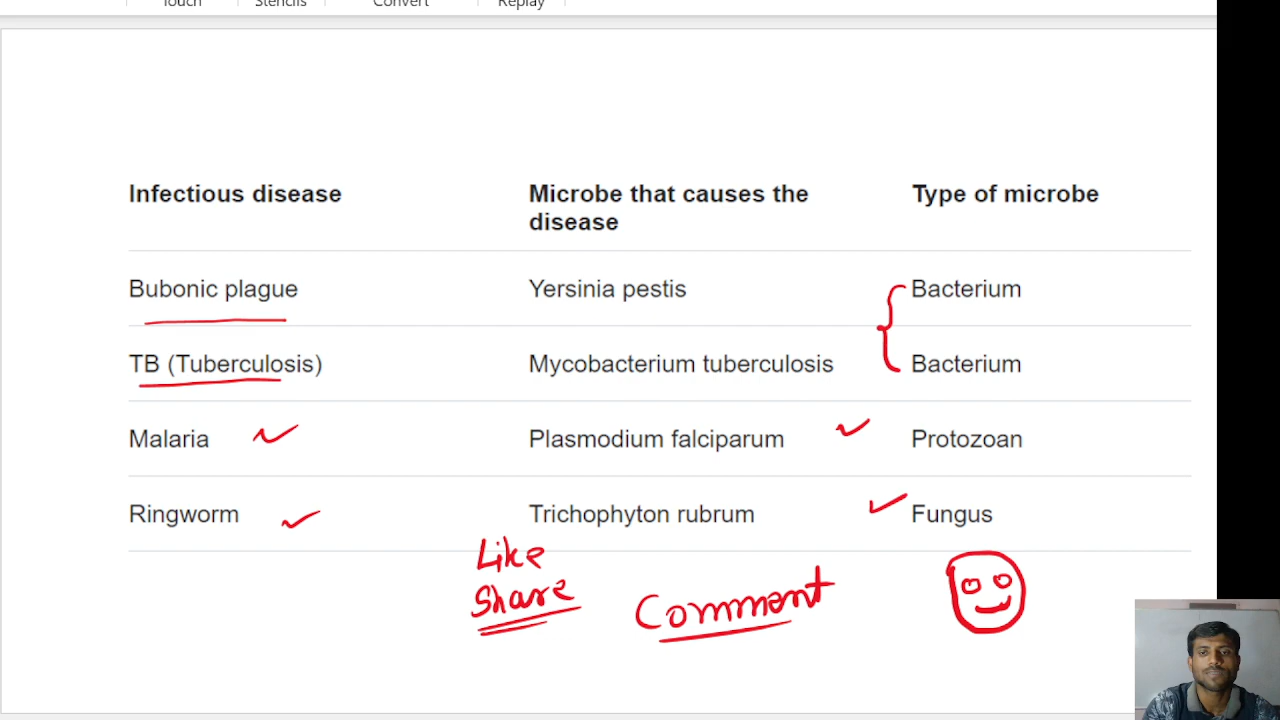 Touch Stencils Convert Replay
Infectious disease Microbe that causes the disease Type of microbe
Bubonic plague Yersinia pestis Bacterium
TB (Tuberculosis) Mycobacterium tuberculosis Bacterium
Malaria Plasmodium falciparum Protozoan
Ringworm Trichophyton rubrum Fungus
Like
Share Comment